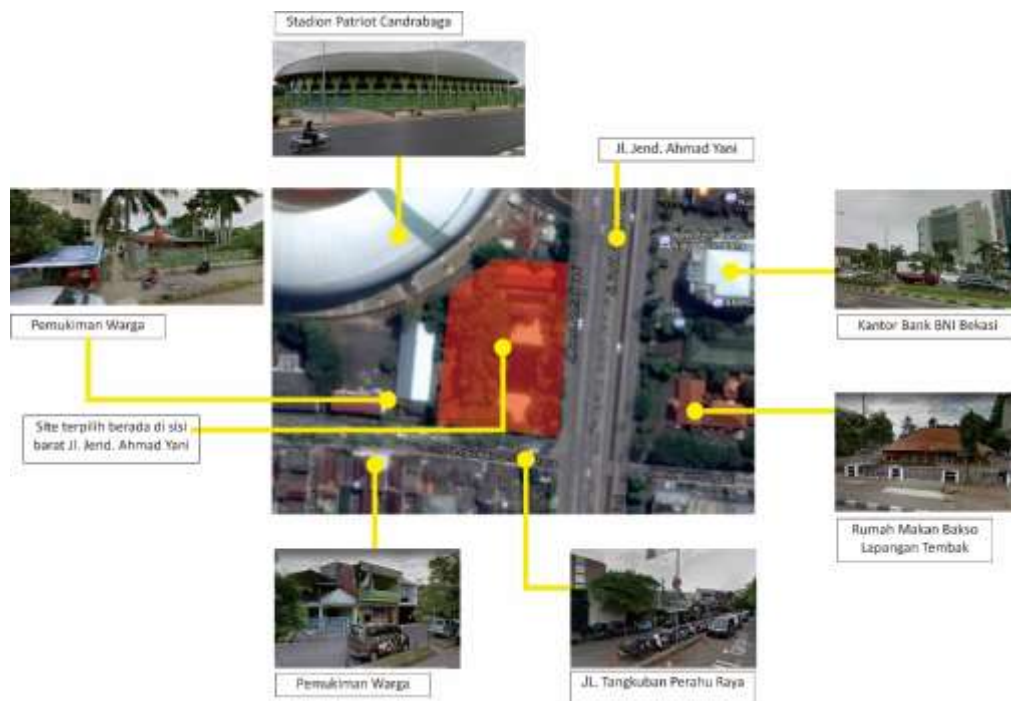 Stadion Patriot Candrabaga
Jl. Jend. Ahmad Yani
Pemukiman Warga
Kantor Bank BNI Bekasi
Site terpilih berada di sisi
barat Jl. Jend. Ahmad Yani
Rumah Makan Bakso
Lapangan Tembak
Pemukiman Warga
JL. Tangkuban Perahu Raya